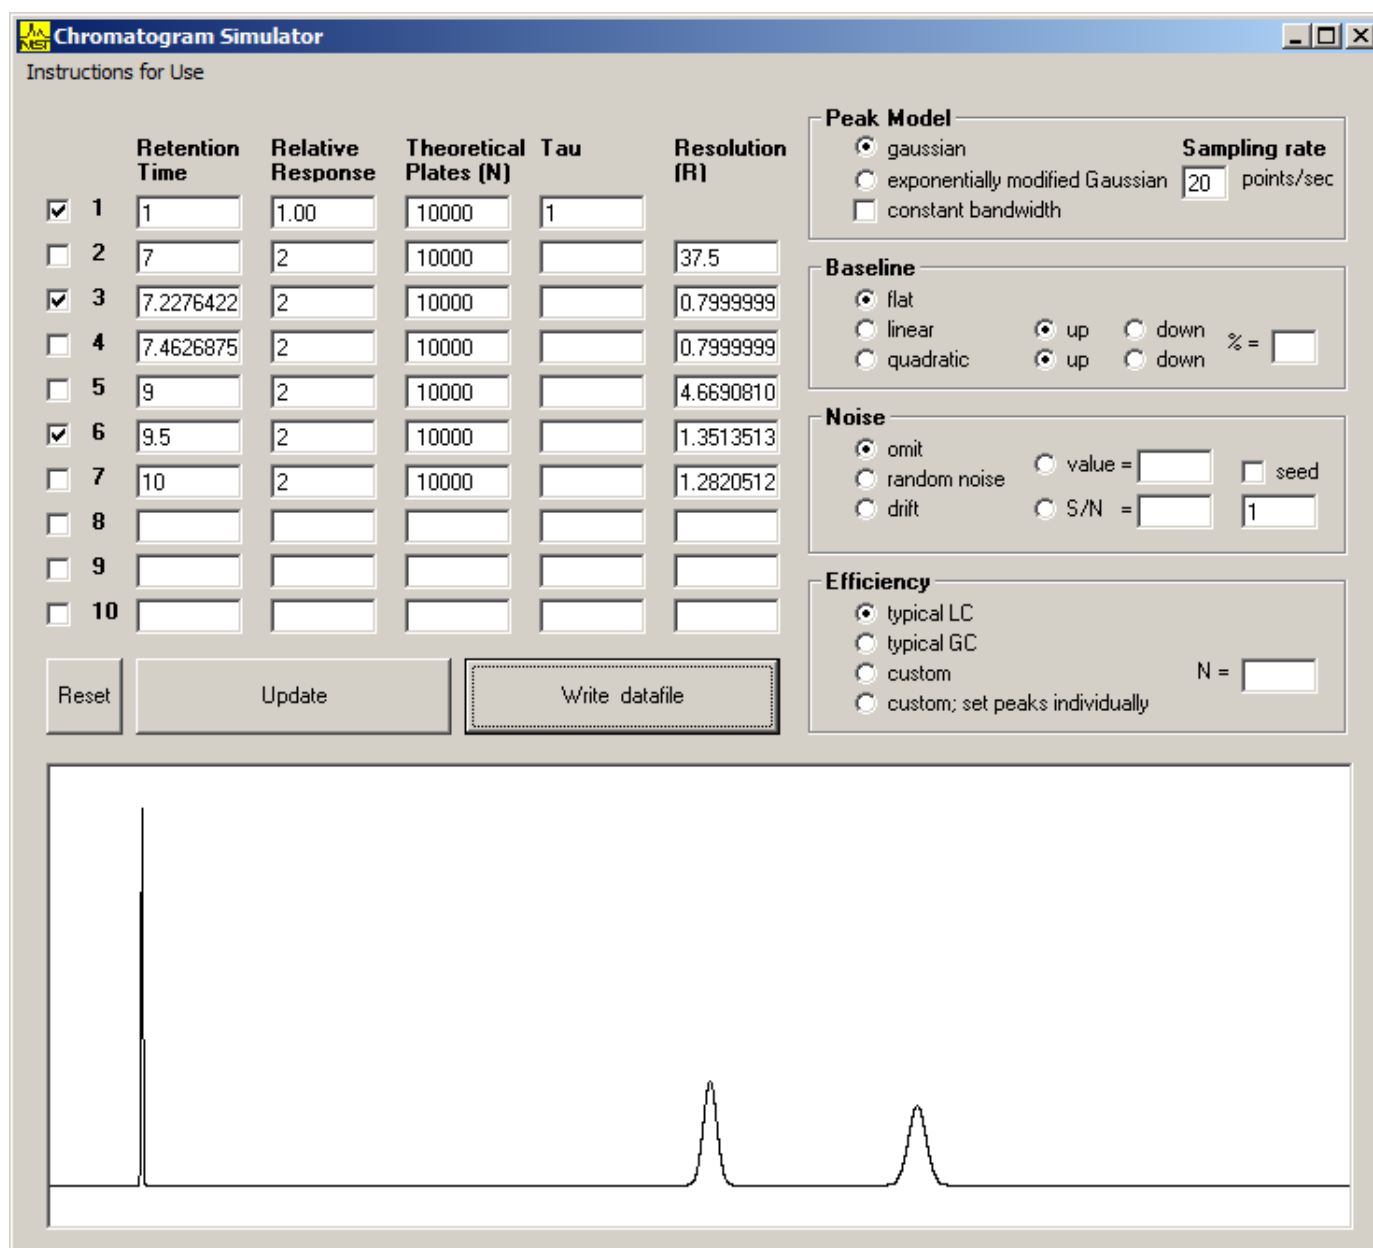 NIST
Chromatogram Simulator
Instructions for Use
Retention Time Relative Response Theoretical Plates (N) Tau Resolution (R)
1 1 1.00 10000 1
2 7 2 10000 37.5
3 7.2276422 2 10000 0.7999999
4 7.4626875 2 10000 0.7999999
5 9 2 10000 4.6690810
6 9.5 2 10000 1.3513513
7 10 2 10000 1.2820512
8
9
10
Reset Update Write datafile
Peak Model
gaussian Sampling rate
exponentially modified Gaussian 20 points/sec
constant bandwidth
Baseline
flat
linear up down % =
quadratic up down
Noise
omit value = seed
random noise
drift S/N = 1
Efficiency
typical LC
typical GC
custom N =
custom; set peaks individually